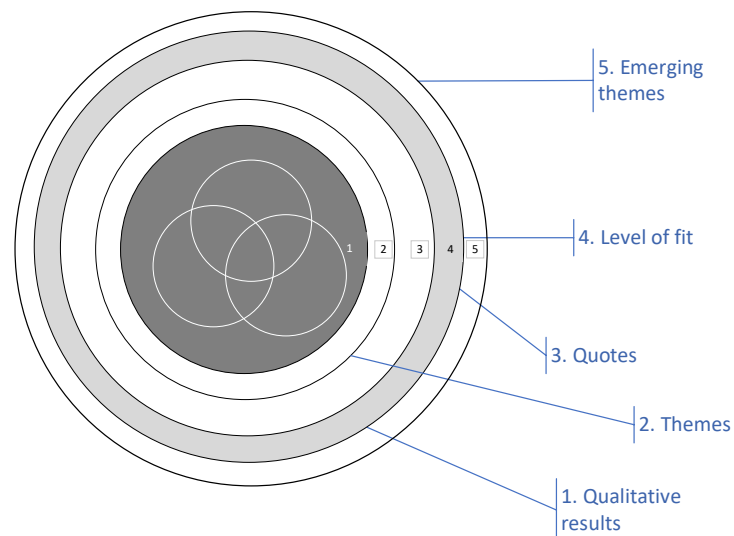 5. Emerging
themes
1 2 3 4 5
4. Level of fit
3. Quotes
2. Themes
1. Qualitative
results